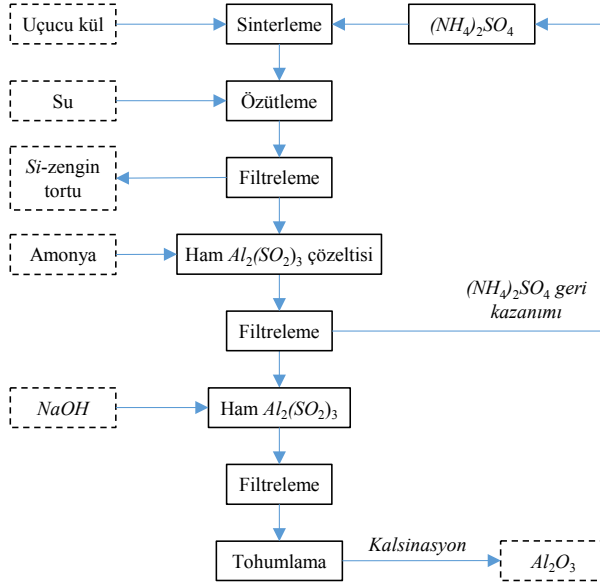 Uçucu kül
Sinterleme
(NH4)2SO4
Su
Özütleme
Si-zengin
tortu
Filtreleme
Amonya
Ham Al2(SO2)3 çözeltisi
(NH4)2SO4 geri
kazanımı
Filtreleme
NaOH
Ham Al2(SO2)3
Filtreleme
Tohumlama
Kalsinasyon
Al2O3